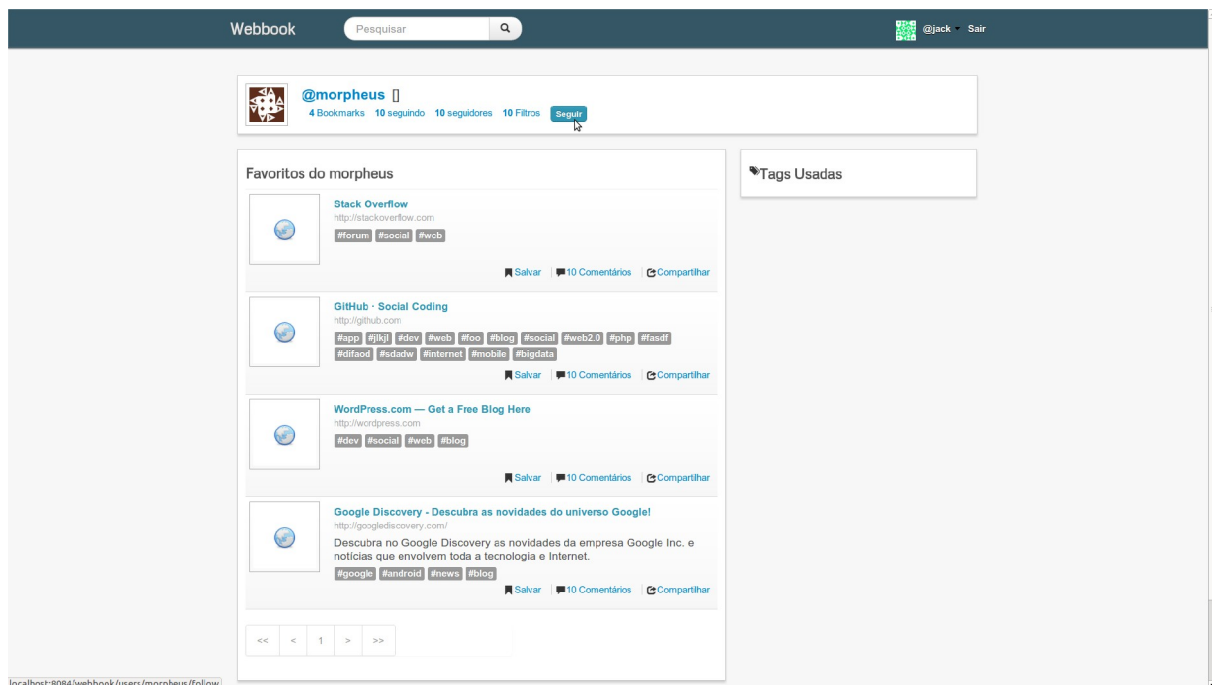 Webbook
Pesquisar
@jack Sair
@morpheus []
4 Bookmarks 10 seguindo 10 seguidores 10 Filtros Seguir
Favoritos do morpheus
Tags Usadas
Stack Overflow
http://stackoverflow.com
#forum #social #web
Salvar 10 Comentários Compartilhar
GitHub · Social Coding
http://github.com
#app #jlkjl #dev #web #foo #blog #social #web2.0 #php #fasdf
#difaod #sdadw #internet #mobile #bigdata
Salvar 10 Comentários Compartilhar
WordPress.com — Get a Free Blog Here
http://wordpress.com
#dev #social #web #blog
Salvar 10 Comentários Compartilhar
Google Discovery - Descubra as novidades do universo Google!
http://googlediscovery.com/
Descubra no Google Discovery as novidades da empresa Google Inc. e
notícias que envolvem toda a tecnologia e Internet.
#google #android #news #blog
Salvar 10 Comentários Compartilhar
<< < 1 > >>
localhost:8084/webbook/users/morpheus/follow